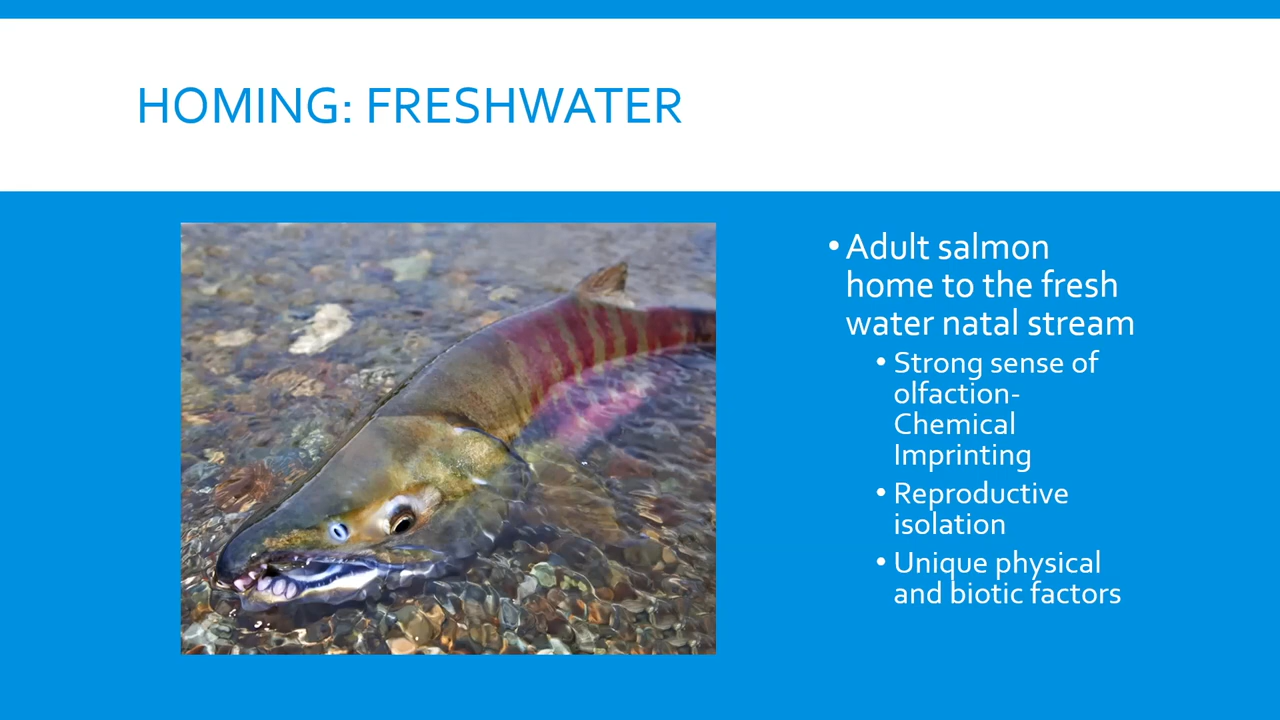 HOMING: FRESHWATER
• Adult salmon
home to the fresh
water natal stream
• Strong sense of
olfaction-
Chemical
Imprinting
• Reproductive
isolation
• Unique physical
and biotic factors